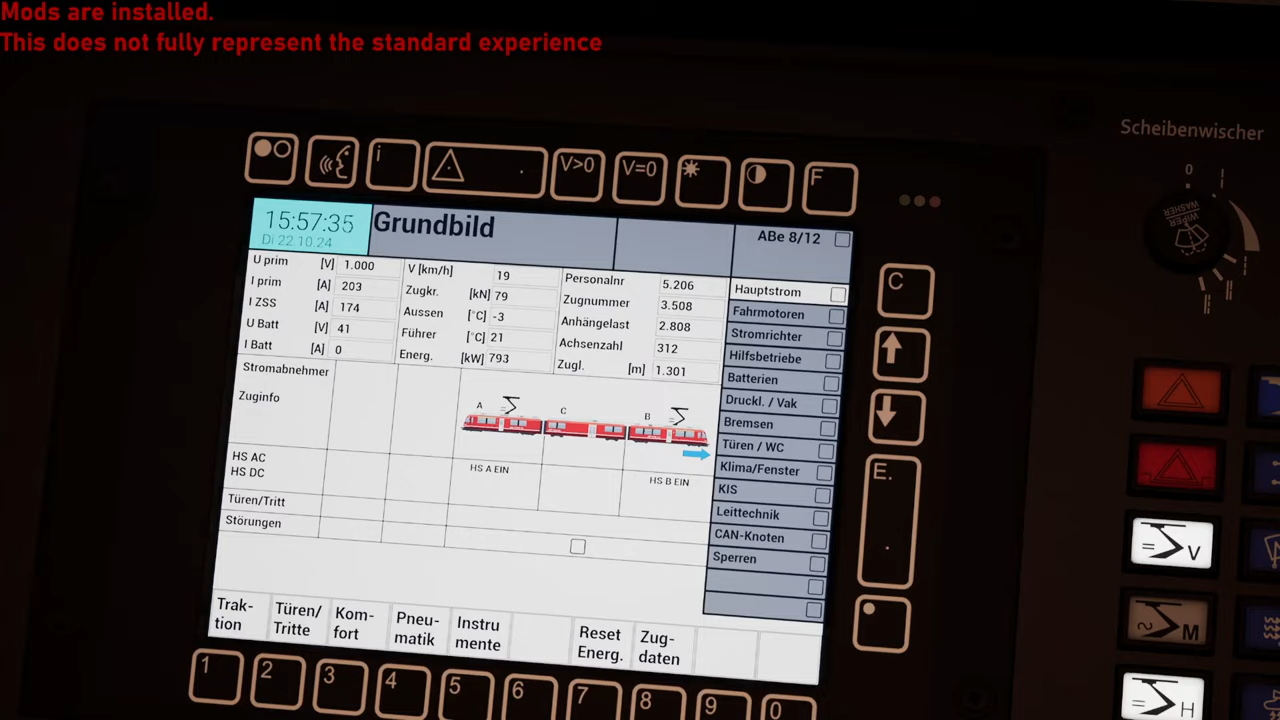 Mods are installed.
This does not fully represent the standard experience
Scheibenwischer
0
WIPER
WASHER
i
V>0
V=0
F
15:57:35
Di 22.10.24
Grundbild
ABe 8/12
U prim [V] 1.000
I prim [A] 203
I ZSS [A] 174
U Batt [V] 41
I Batt [A] 0
V [km/h] 19
Zugkr. [kN] 79
Aussen [°C] -3
Führer [°C] 21
Energ. [kW] 793
Personalnr 5.206
Zugnummer 3.508
Anhängelast 2.808
Achsenzahl 312
Zugl. [m] 1.301
Hauptstrom
Fahrmotoren
Stromrichter
Hilfsbetriebe
Batterien
Druckl. / Vak
Bremsen
Türen / WC
Klima/Fenster
KIS
Leittechnik
CAN-Knoten
Sperren
Stromabnehmer
Zuginfo
A
C
B
HS AC
HS DC
HS A EIN
HS B EIN
Türen/Tritt
Störungen
Trak-
tion
Türen/
Tritte
Kom-
fort
Pneu-
matik
Instru
mente
Reset
Energ.
Zug-
daten
1 2 3 4 5 6 7 8 9 0
C
E.
V
M
H